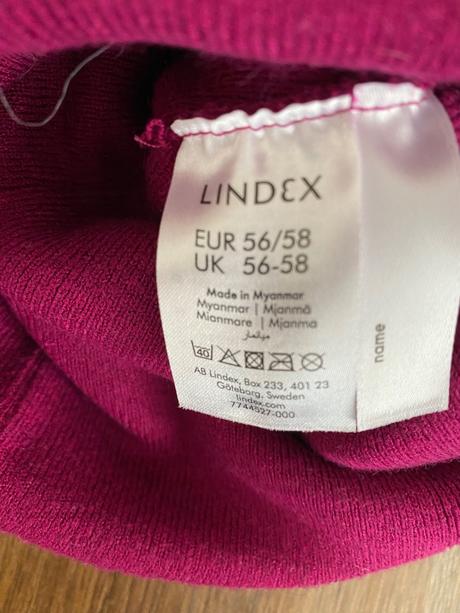 LINDEX
EUR 56/58
UK 56-58
Made in Myanmar
Myanmar | Mjanmā
Mianmare | Mjanma
ميانمار
40
AB Lindex, Box 233, 401 23
Göteborg, Sweden
lindex.com
7744527-000
name